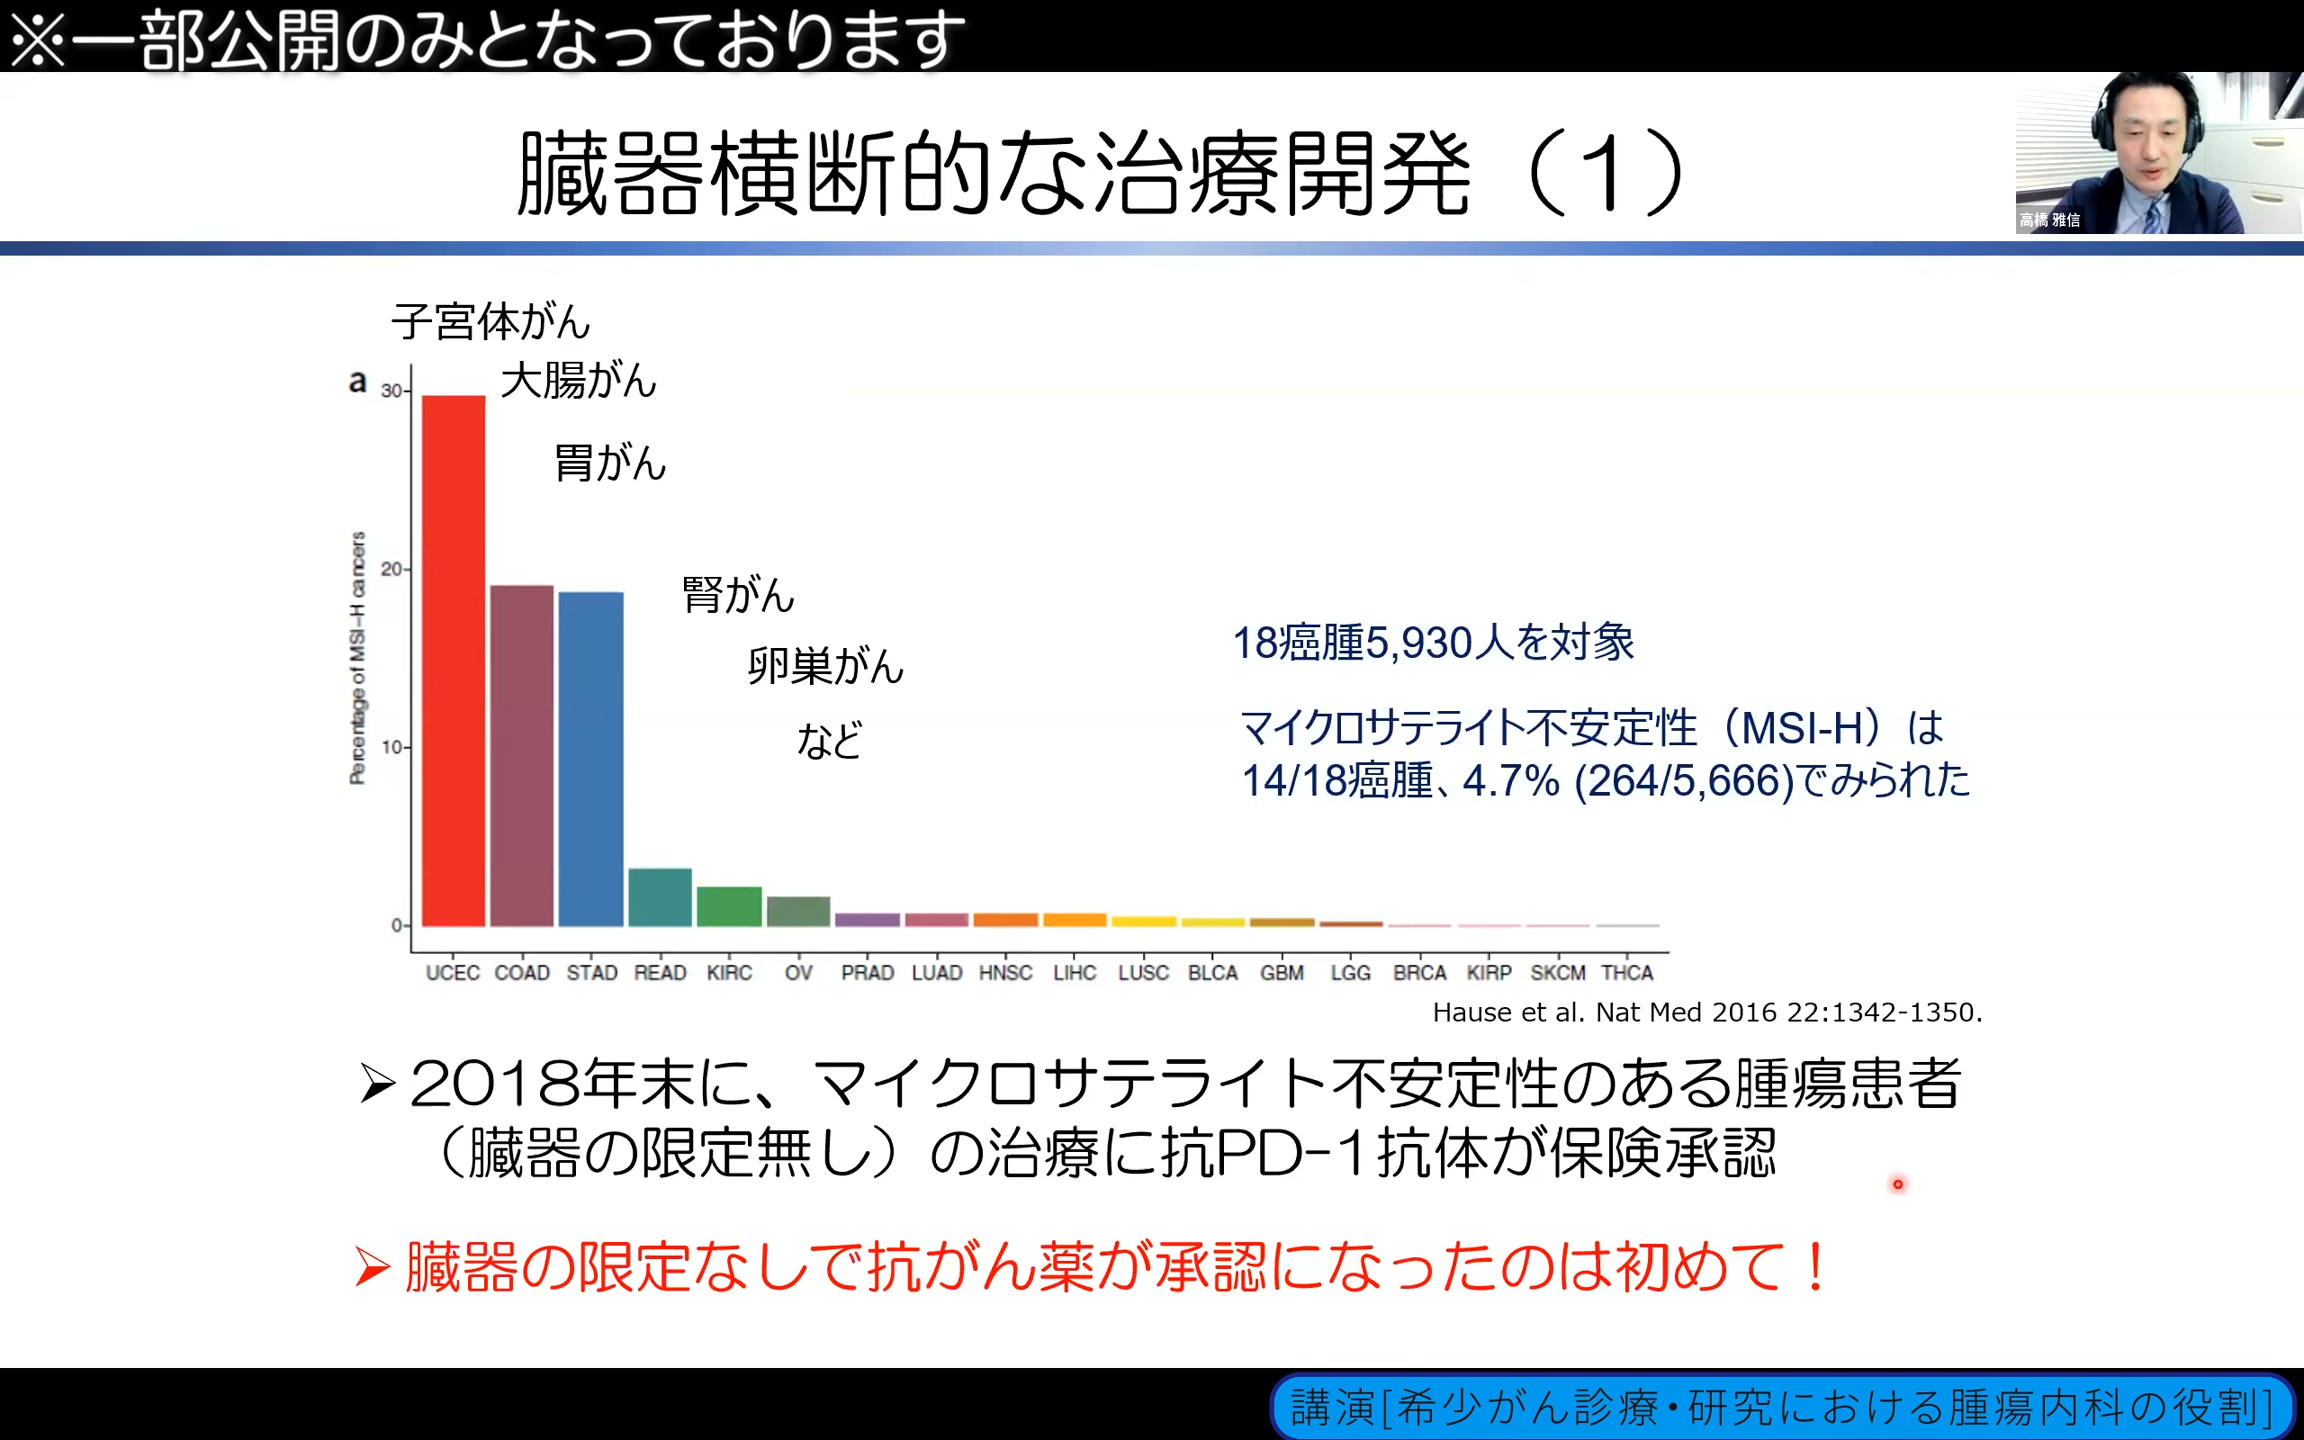 ※一部公開のみとなっております
臓器横断的な治療開発（1）
高橋 雅信
子宮体がん
大腸がん
胃がん
腎がん
卵巣がん
など
a
30
20
10
0
Percentage of MSI–H cancers
UCEC COAD STAD READ KIRC OV PRAD LUAD HNSC LIHC LUSC BLCA GBM LGG BRCA KIRP SKCM THCA
18癌腫5,930人を対象
マイクロサテライト不安定性（MSI-H）は
14/18癌腫、4.7% (264/5,666)でみられた
Hause et al. Nat Med 2016 22:1342-1350.
➢2018年末に、マイクロサテライト不安定性のある腫瘍患者
（臓器の限定無し）の治療に抗PD-1抗体が保険承認
➢臓器の限定なしで抗がん薬が承認になったのは初めて！
講演[希少がん診療・研究における腫瘍内科の役割]